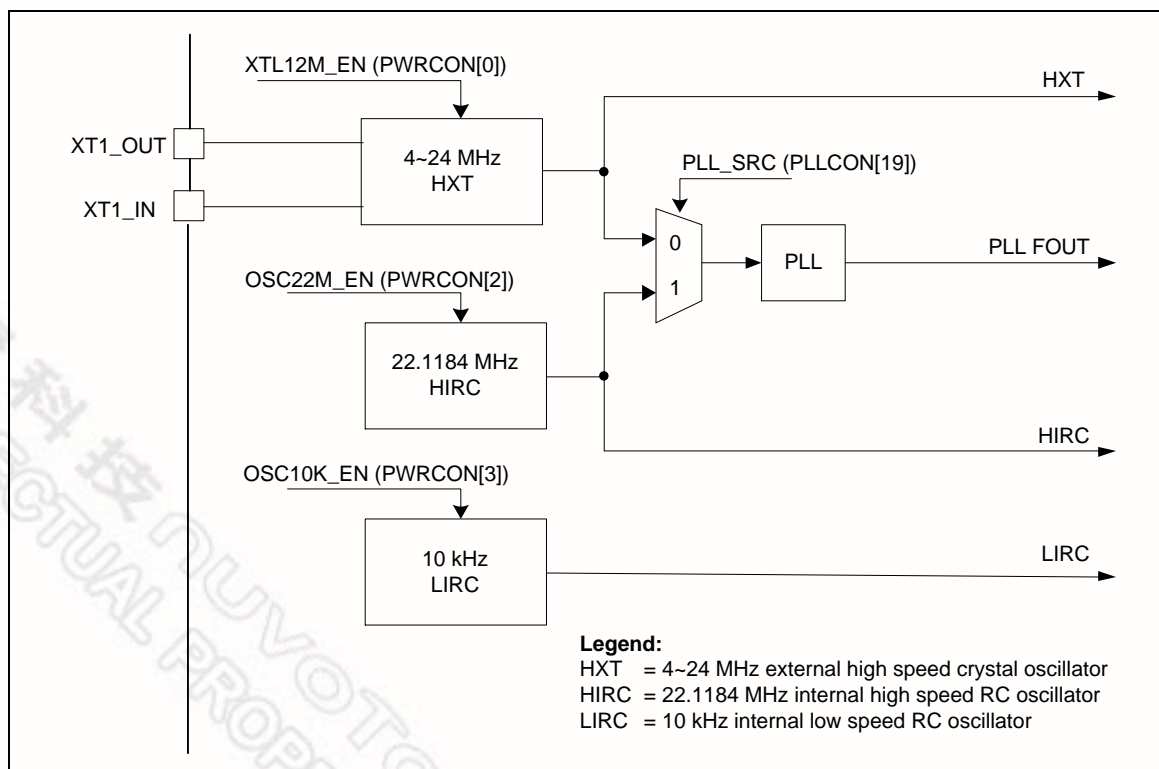 XTL12M_EN (PWRCON[0])
HXT
XT1_OUT
4~24 MHz
HXT
PLL_SRC (PLLCON[19])
XT1_IN
0
PLL
PLL FOUT
1
OSC22M_EN (PWRCON[2])
22.1184 MHz
HIRC
HIRC
OSC10K_EN (PWRCON[3])
10 kHz
LIRC
LIRC
Legend:
HXT = 4~24 MHz external high speed crystal oscillator
HIRC = 22.1184 MHz internal high speed RC oscillator
LIRC = 10 kHz internal low speed RC oscillator
科技 nuvoTo